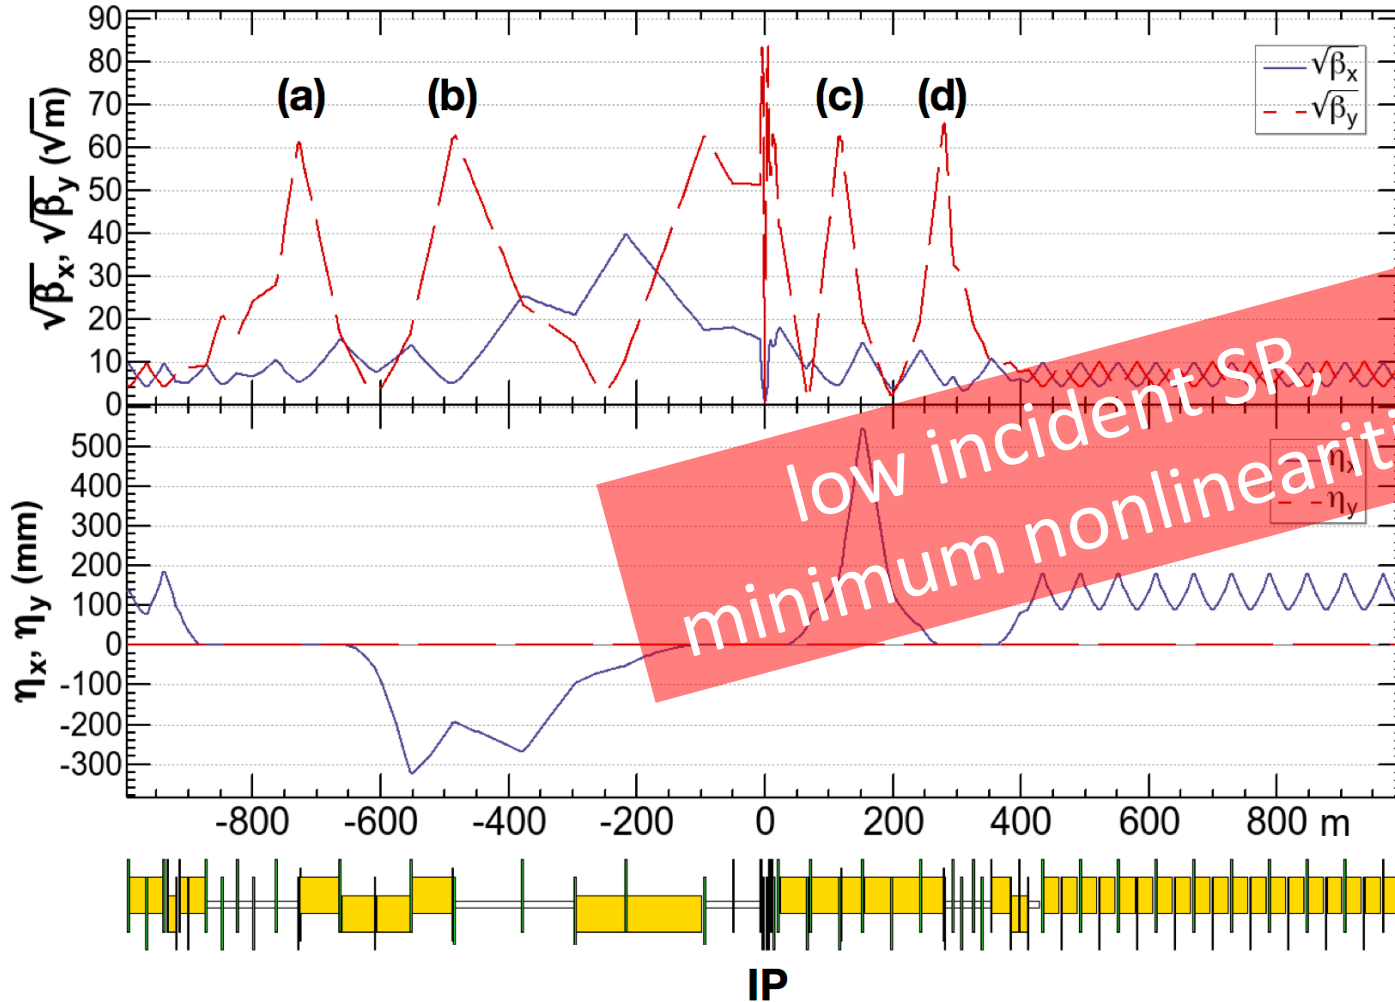 90
80
70
60
50
40
30
20
10
0
√βx, √βy (√m)
(a)
(b)
(c)
(d)
√βx
√βy
500
400
300
200
100
0
-100
-200
-300
ηx, ηy (mm)
ηx
ηy
low incident SR,
minimum nonlineariti
-800 -600 -400 -200 0 200 400 600 800 m
IP